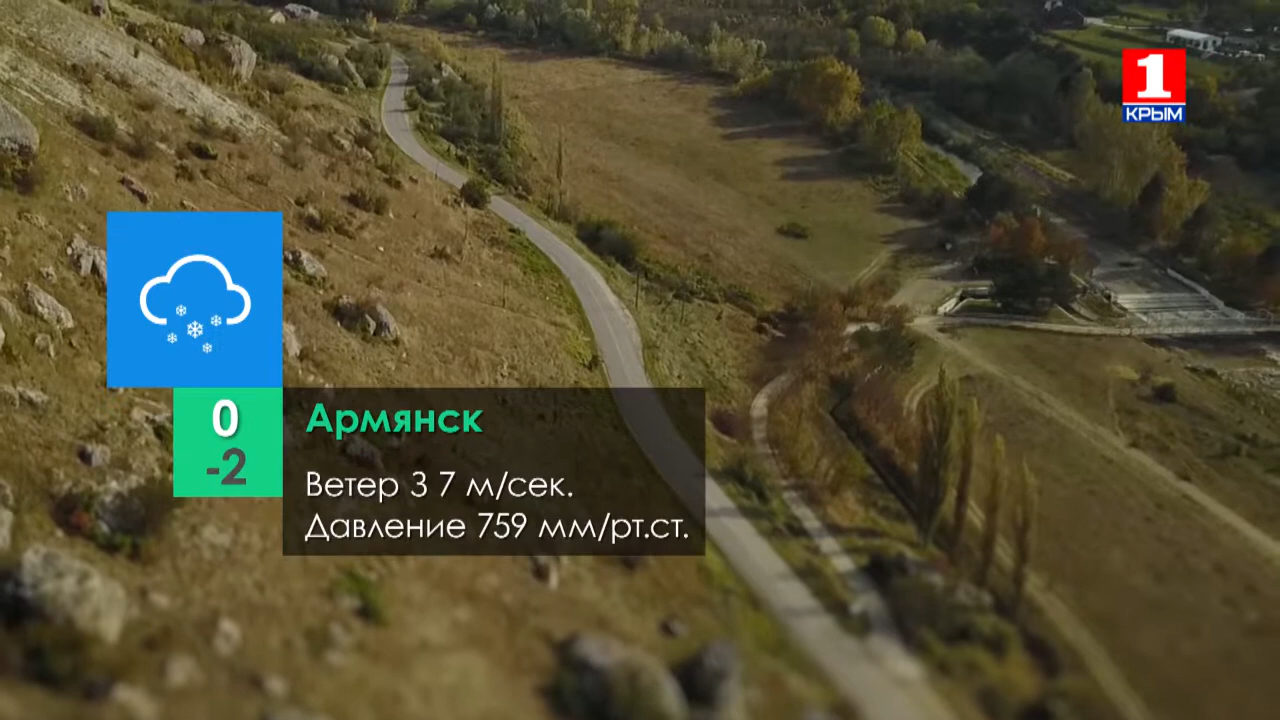 1
КРЫМ
0
-2
Армянск
Ветер 3 7 м/сек.
Давление 759 мм/рт.ст.